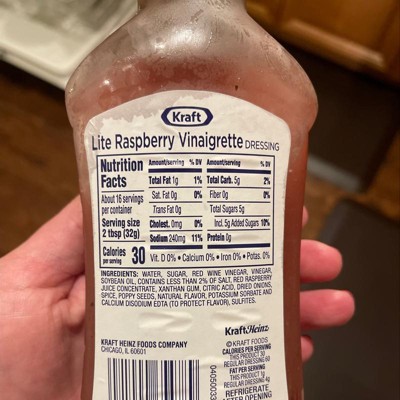 Kraft
Lite Raspberry Vinaigrette DRESSING
Nutrition Facts
About 16 servings per container
Serving size 2 tbsp (32g)
Calories per serving 30
Amount/serving % DV
Total Fat 1g 1%
Sat. Fat 0g 0%
Trans Fat 0g
Cholest. 0mg 0%
Sodium 240mg 11%
Amount/serving % DV
Total Carb. 5g 2%
Fiber 0g 0%
Total Sugars 5g
Incl. 5g Added Sugars 10%
Protein 0g
Vit. D 0% • Calcium 0% • Iron 0% • Potas. 0%
INGREDIENTS: WATER, SUGAR, RED WINE VINEGAR, VINEGAR,
SOYBEAN OIL, CONTAINS LESS THAN 2% OF SALT, RED RASPBERRY
JUICE CONCENTRATE, XANTHAN GUM, CITRIC ACID, DRIED ONIONS,
SPICE, POPPY SEEDS, NATURAL FLAVOR, POTASSIUM SORBATE AND
CALCIUM DISODIUM EDTA (TO PROTECT FLAVOR), SULFITES.
KRAFT HEINZ FOODS COMPANY
CHICAGO, IL 60601
KraftHeinz
© KRAFT FOODS
CALORIES PER SERVING
THIS PRODUCT 30
REGULAR DRESSING 60
FAT PER SERVING
THIS PRODUCT 1g
REGULAR DRESSING 4g
REFRIGERATE
AFTER OPENING